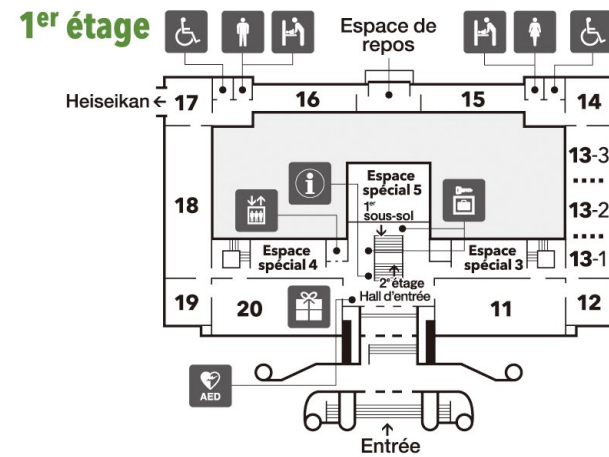 1er étage
Espace de
repos
Heiseikan ←
17
16
15
14
13-3
13-2
13-1
18
Espace
spécial 5
1er
sous-sol
Espace
spécial 4
Espace
spécial 3
2e étage
Hall d'entrée
19
20
11
12
AED
Entrée